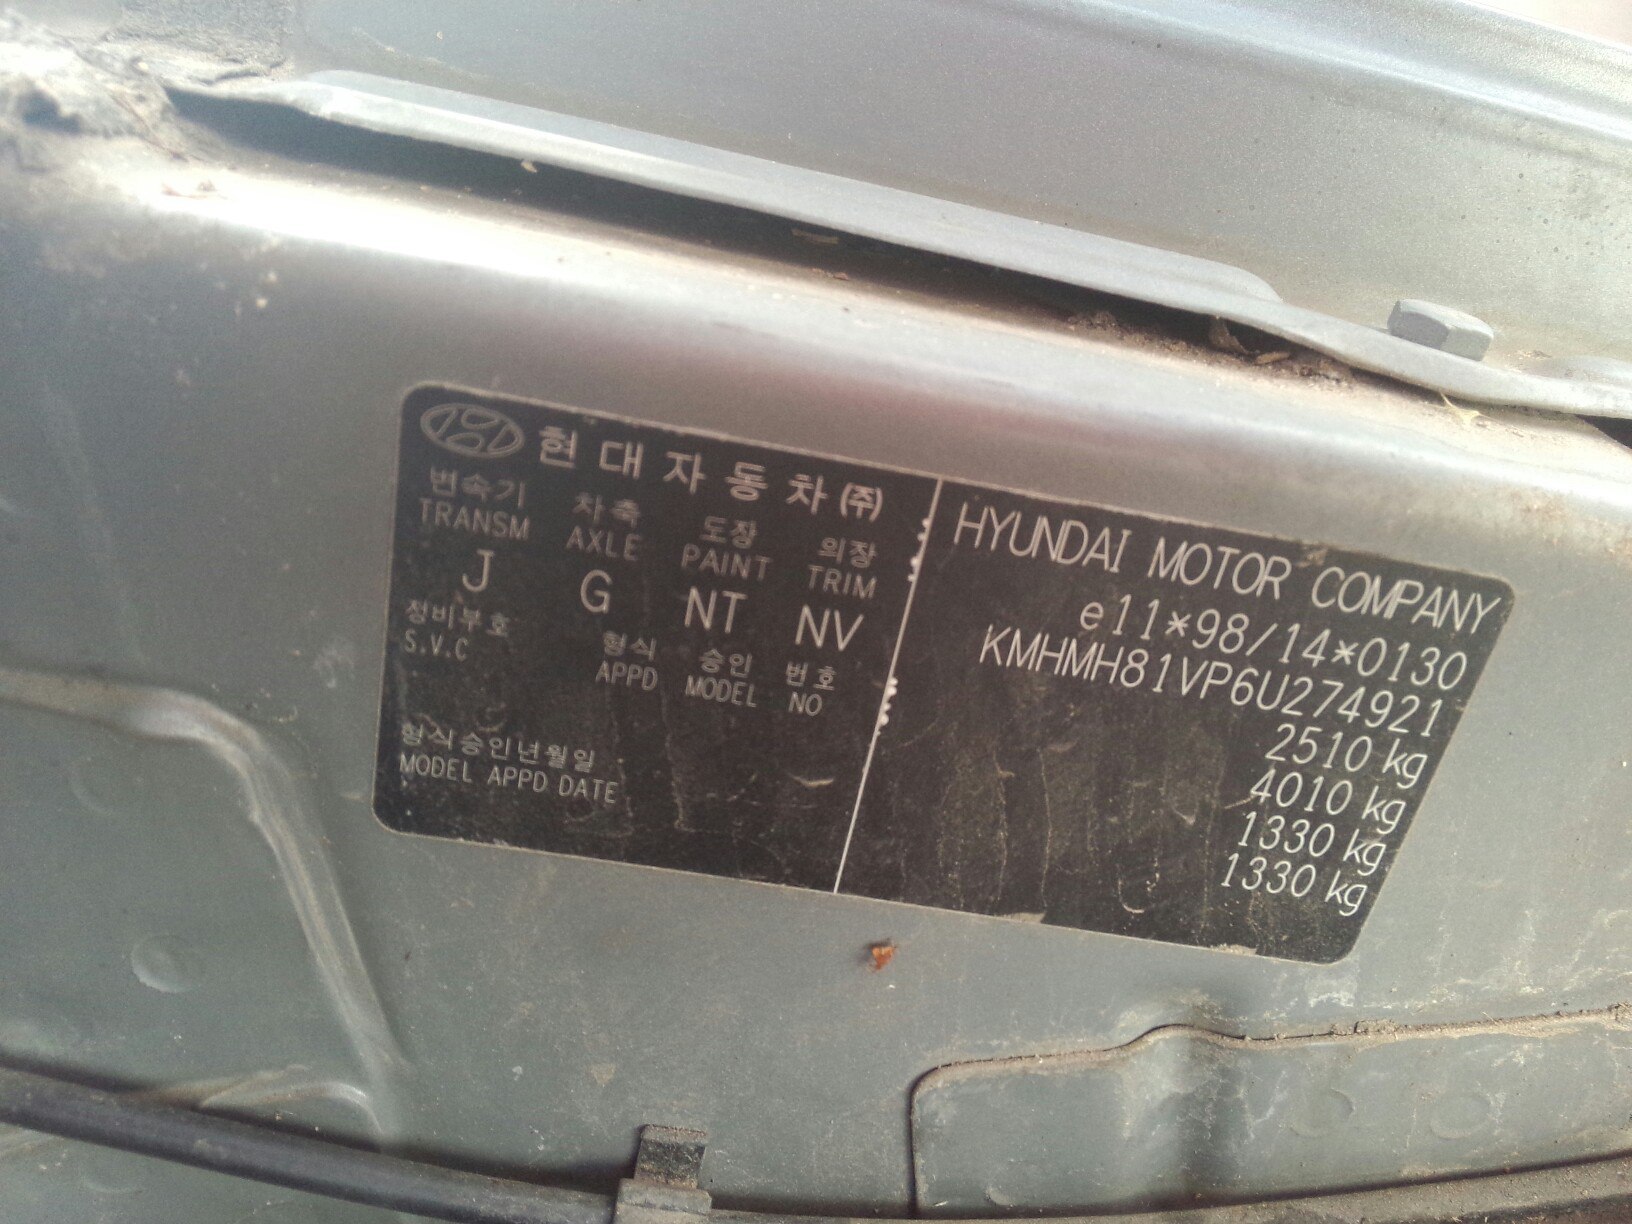 현대자동차(주)
변속기 차축 도장 의장
TRANSM AXLE PAINT TRIM
J G NT NV
정비부호 형식 승인 번호
S.V.C APPD MODEL NO
형식승인년월일
MODEL APPD DATE
HYUNDAI MOTOR COMPANY
e11*98/14*0130
KMHMH81VP6U274921
2510 kg
4010 kg
1330 kg
1330 kg